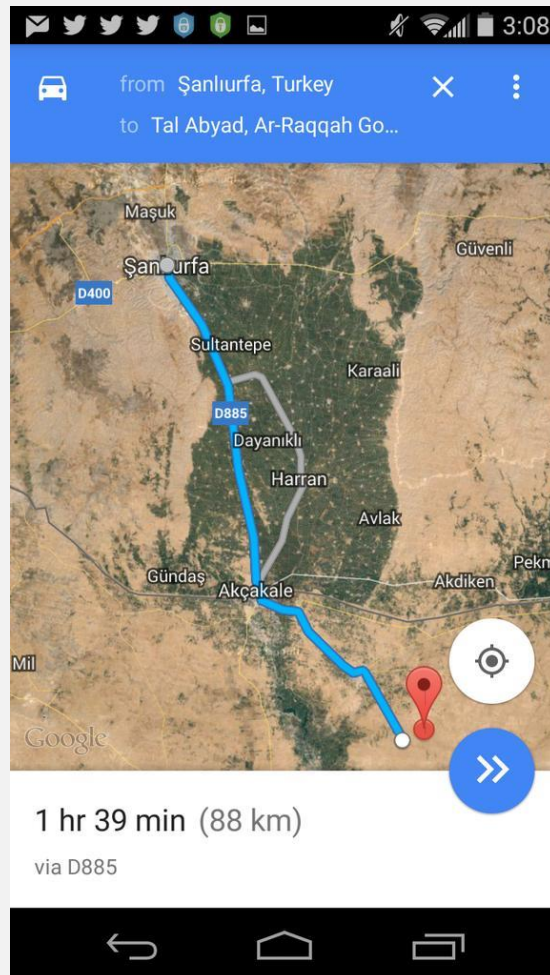 3:08
from Şanlıurfa, Turkey
to Tal Abyad, Ar-Raqqah Go...
Maşuk
Güvenli
Şanlıurfa
D400
Sultantepe
Karaali
D885
Dayanıklı
Harran
Avlak
Gündaş
Akçakale
Akdiken
Pekm
Mil
Google
1 hr 39 min (88 km)
via D885